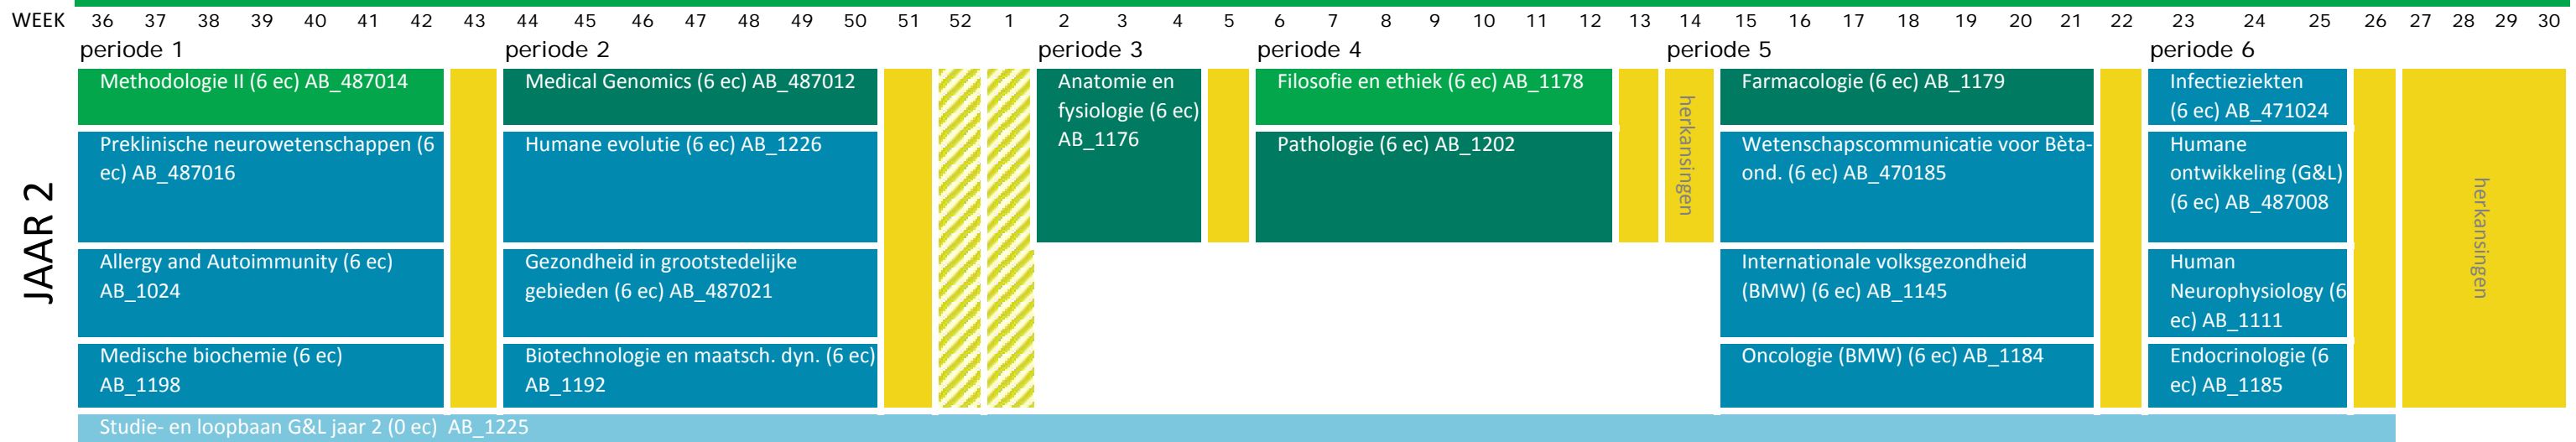 WEEK 36 37 38 39 40 41 42 43 44 45 46 47 48 49 50 51 52 1 2 3 4 5 6 7 8 9 10 11 12 13 14 15 16 17 18 19 20 21 22 23 24 25 26 27 28 29 30
periode 1 periode 2 periode 3 periode 4 periode 5 periode 6
JAAR 2
Methodologie II (6 ec) AB_487014
Preklinische neurowetenschappen (6
ec) AB_487016
Allergy and Autoimmunity (6 ec)
AB_1024
Medische biochemie (6 ec)
AB_1198
Medical Genomics (6 ec) AB_487012
Humane evolutie (6 ec) AB_1226
Gezondheid in grootstedelijke
gebieden (6 ec) AB_487021
Biotechnologie en maatsch. dyn. (6 ec)
AB_1192
Anatomie en
fysiologie (6 ec)
AB_1176
Filosofie en ethiek (6 ec) AB_1178
Pathologie (6 ec) AB_1202
herkansingen
Farmacologie (6 ec) AB_1179
Wetenschapscommunicatie voor Bèta-
ond. (6 ec) AB_470185
Internationale volksgezondheid
(BMW) (6 ec) AB_1145
Oncologie (BMW) (6 ec) AB_1184
Infectieziekten
(6 ec) AB_471024
Humane
ontwikkeling (G&L)
(6 ec) AB_487008
Human
Neurophysiology (6
ec) AB_1111
Endocrinologie (6
ec) AB_1185
herkansingen
Studie- en loopbaan G&L jaar 2 (0 ec) AB_1225